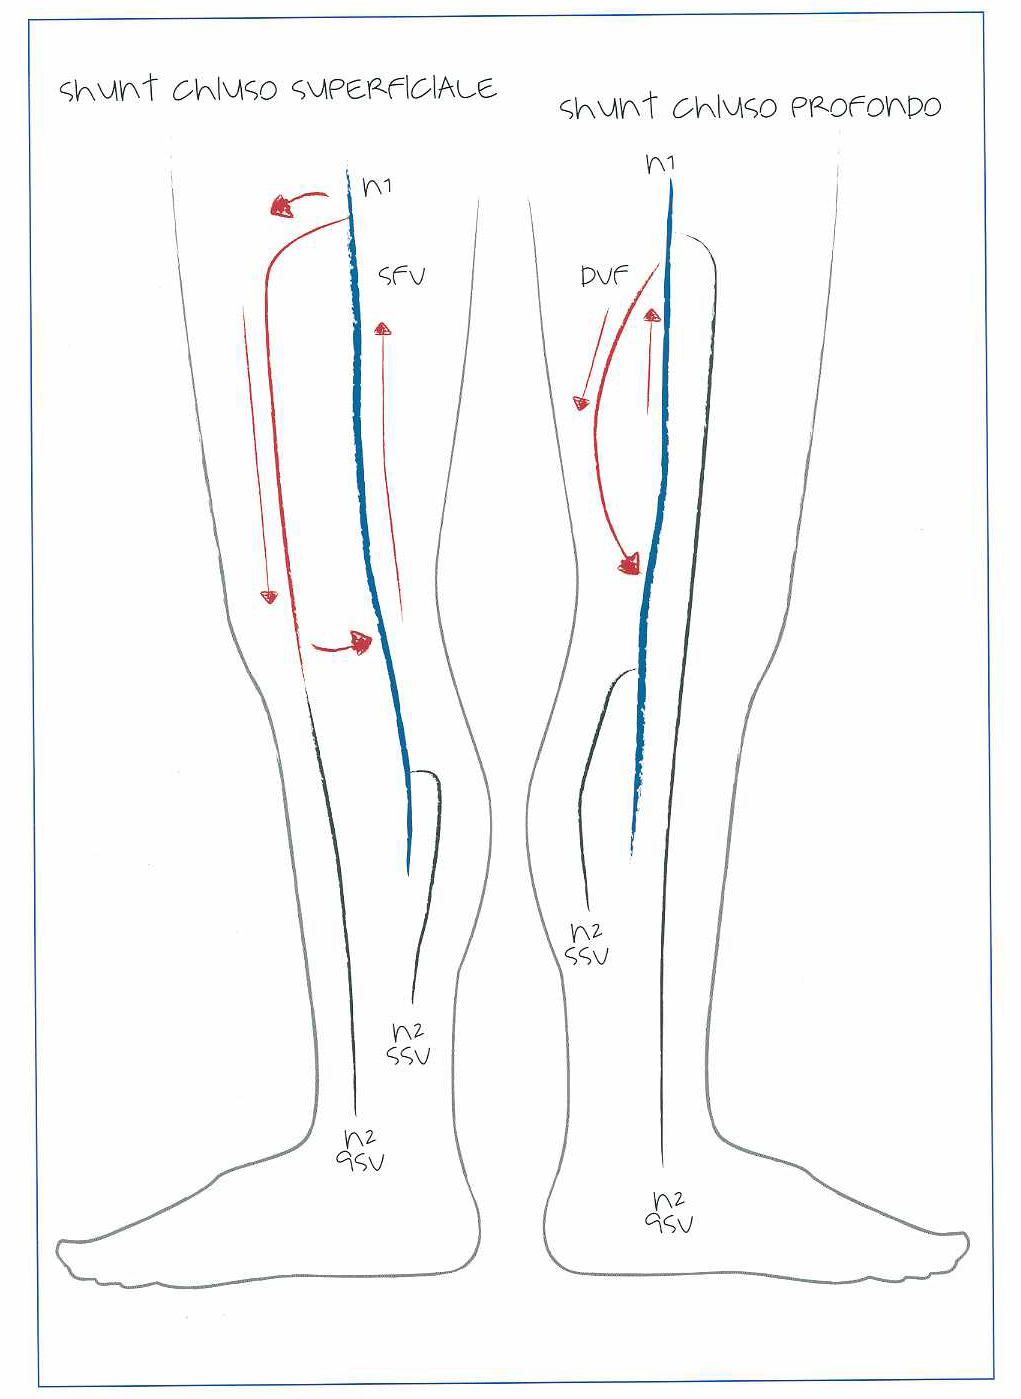 shunt chiuso SUPERFICIALE
shunt chiuso PROFONDO
n1
SFV
n2
SSV
n2
gSV
n1
DVF
n2
SSV
n2
gSV